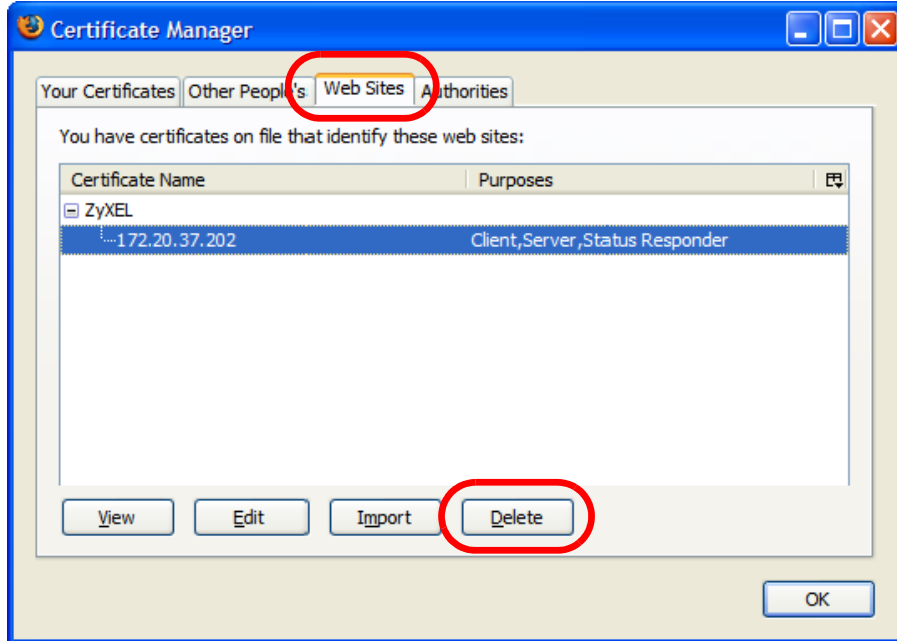 Certificate Manager
Your Certificates Other People's Web Sites Authorities
You have certificates on file that identify these web sites:
Certificate Name Purposes
ZyXEL
172.20.37.202 Client,Server,Status Responder
View Edit Import Delete
OK